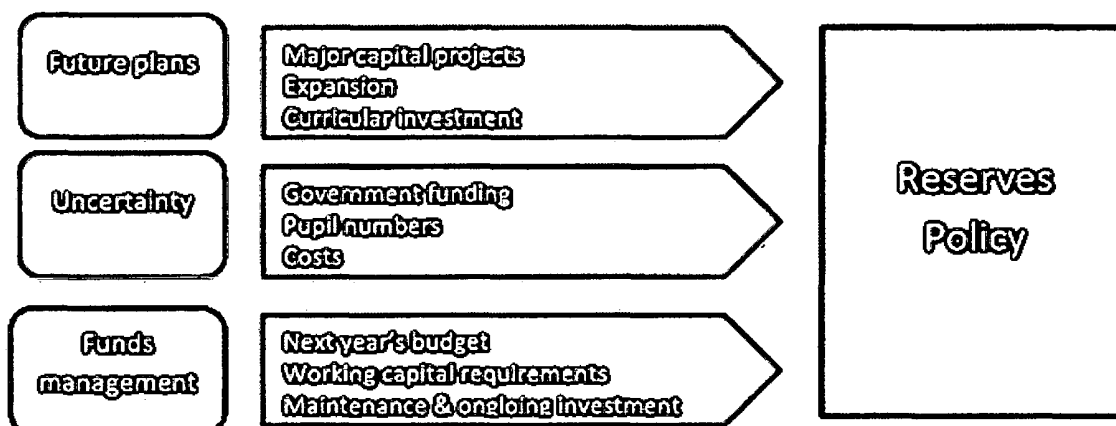 Future plans
Major capital projects
Expansion
Curricular investment
Uncertainty
Government funding
Pupil numbers
Costs
Funds
management
Next year's budget
Working capital requirements
Maintenance & ongloing investment
Reserves
Policy